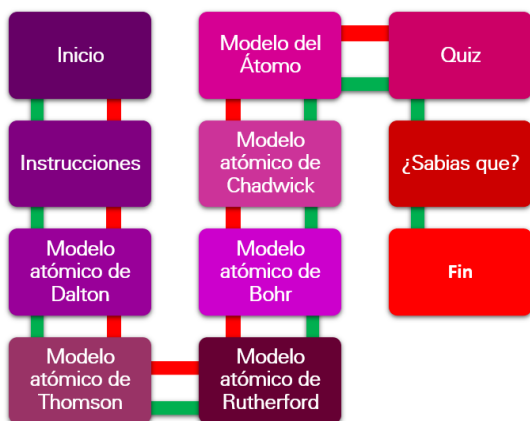 Inicio
Instrucciones
Modelo
atómico de
Dalton
Modelo
atómico de
Thomson
Modelo
atómico de
Rutherford
Modelo
atómico de
Bohr
Modelo
atómico de
Chadwick
Modelo del
Átomo
Quiz
¿Sabias que?
Fin